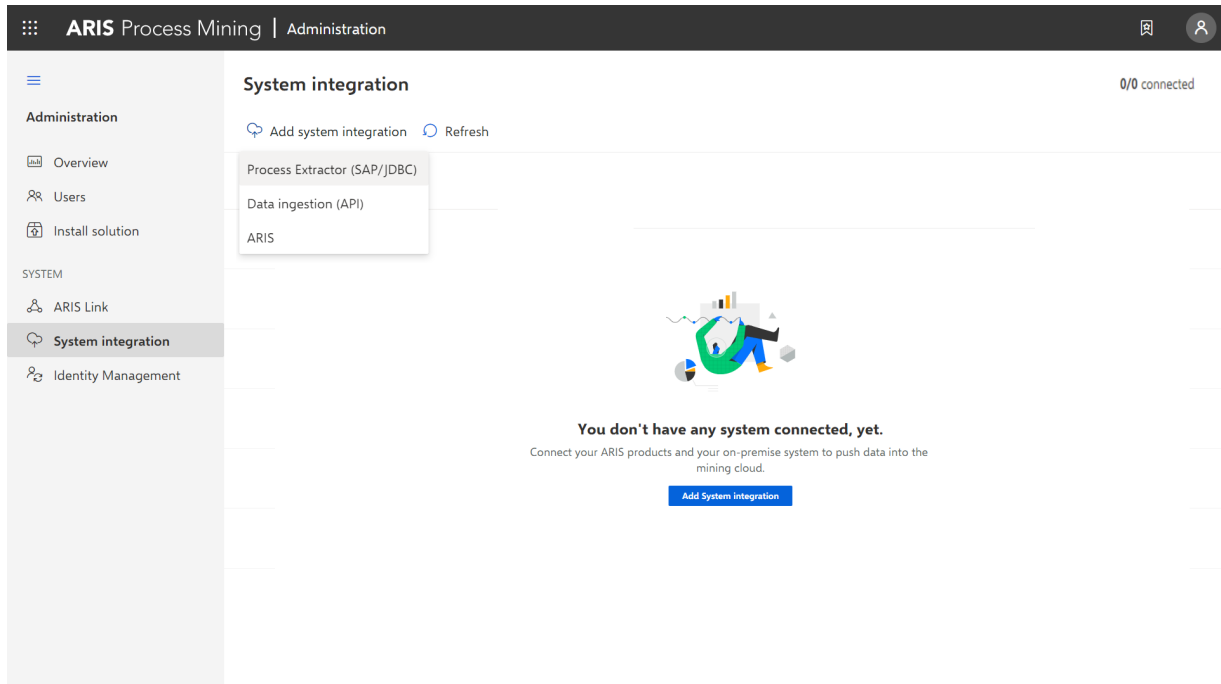 ARIS Process Mining | Administration
Administration
Overview
Users
Install solution
SYSTEM
ARIS Link
System integration
Identity Management
System integration
0/0 connected
Add system integration Refresh
Process Extractor (SAP/JDBC)
Data ingestion (API)
ARIS
You don't have any system connected, yet.
Connect your ARIS products and your on-premise system to push data into the
mining cloud.
Add System integration